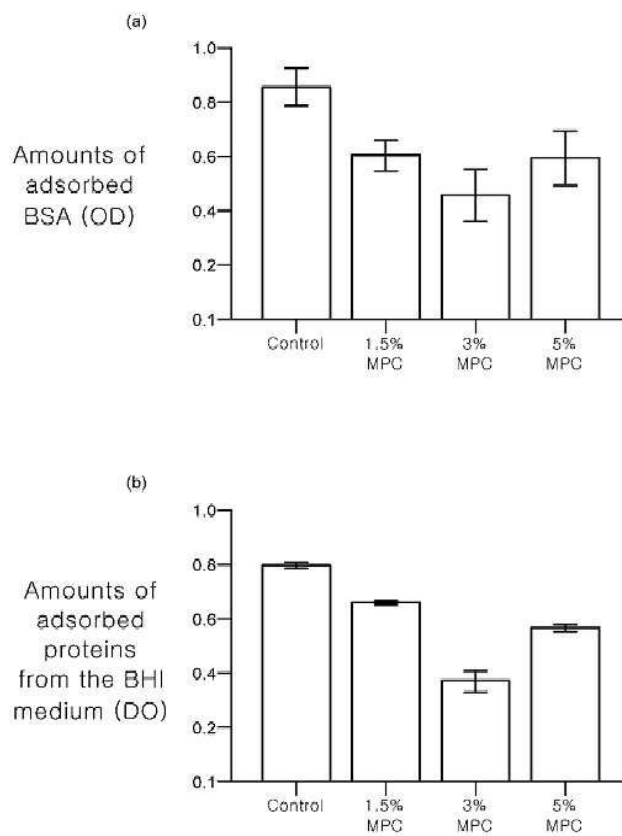 (a)
1.0
0.8
0.6
0.4
0.2
0.1
Amounts of
adsorbed
BSA (OD)
Control
1.5%
MPC
3%
MPC
5%
MPC
(b)
1.0
0.8
0.6
0.4
0.2
0.1
Amounts of
adsorbed
proteins
from the BHI
medium (DO)
Control
1.5%
MPC
3%
MPC
5%
MPC